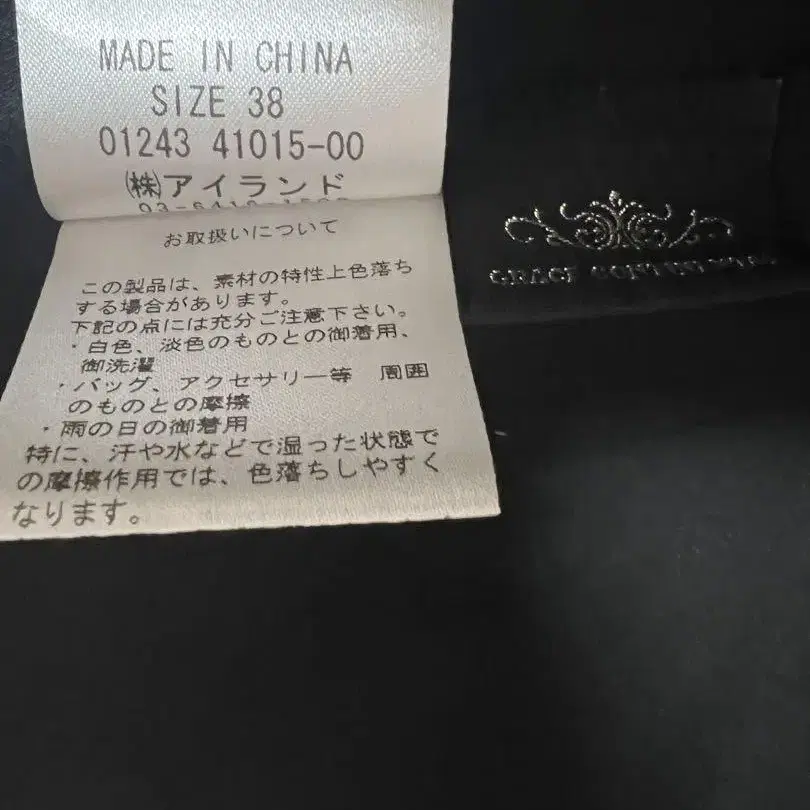 MADE IN CHINA
SIZE 38
01243 41015-00
㈱アイランド
お取扱いについて
この製品は、素材の特性上色落ち
する場合があります。
下記の点には充分ご注意下さい。
・白色、淡色のものとの御着用、
御洗濯
・バッグ、アクセサリー等 周囲
のものとの摩擦
・雨の日の御着用
特に、汗や水などで湿った状態で
の摩擦作用では、色落ちしやすく
なります。
GRACE CONTINENTAL